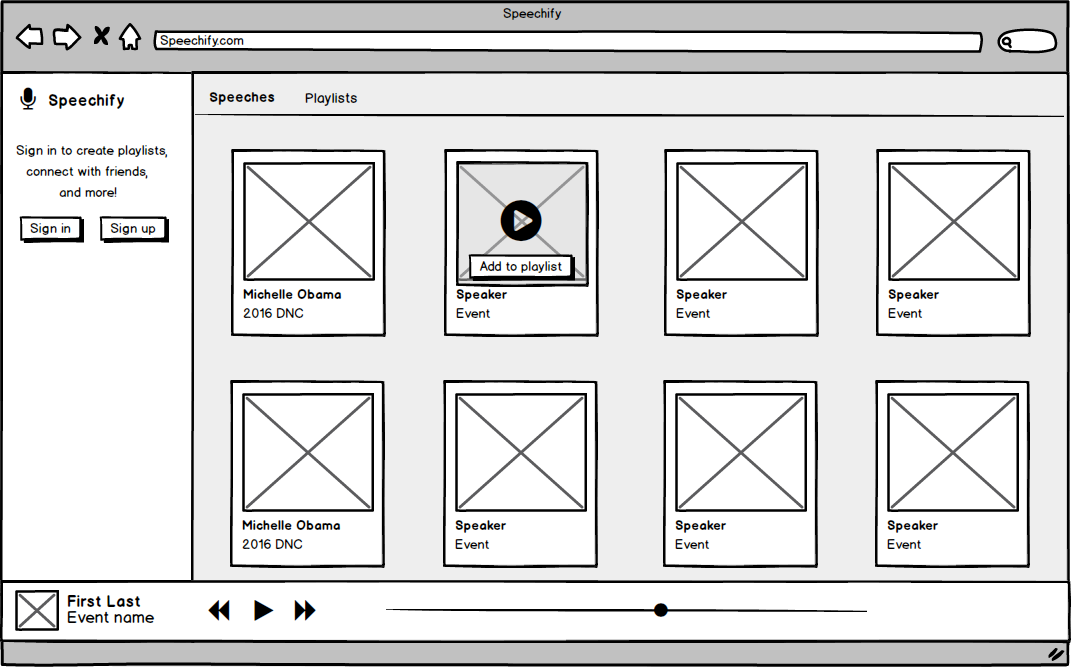 Speechify
Speechify.com
Speechify
Sign in to create playlists,
connect with friends,
and more!
Sign in
Sign up
Speeches
Playlists
Michelle Obama
2016 DNC
Add to playlist
Speaker
Event
Speaker
Event
Speaker
Event
Michelle Obama
2016 DNC
Speaker
Event
Speaker
Event
Speaker
Event
First Last
Event name